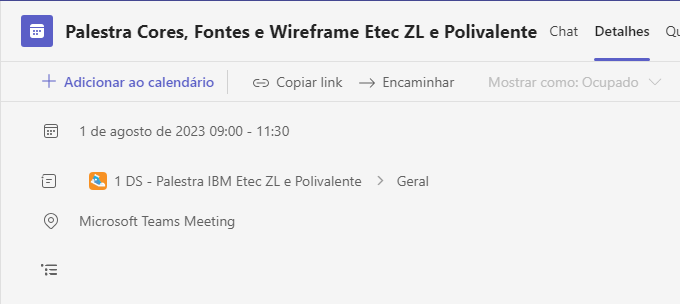 Palestra Cores, Fontes e Wireframe Etec ZL e Polivalente Chat Detalhes
Adicionar ao calendário Copiar link Encaminhar Mostrar como: Ocupado
1 de agosto de 2023 09:00 - 11:30
1 DS - Palestra IBM Etec ZL e Polivalente > Geral
Microsoft Teams Meeting